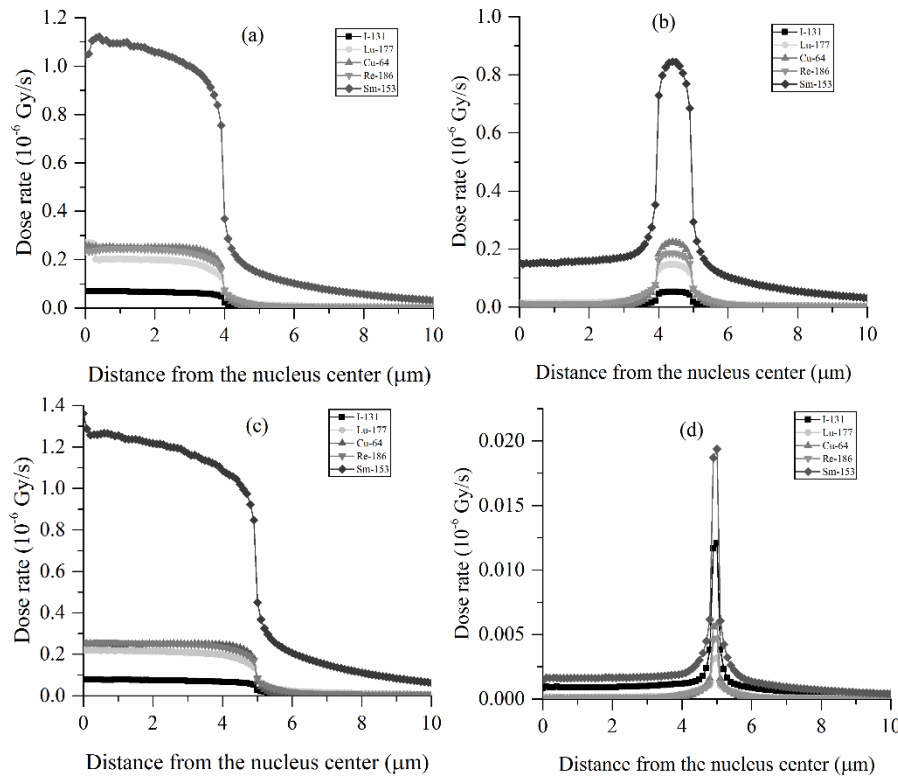 (a)
I-131
Lu-177
Cu-64
Re-186
Sm-153
1.2
1.0
0.8
0.6
0.4
0.2
0.0
Dose rate (10⁻⁶ Gy/s)
0 2 4 6 8 10
Distance from the nucleus center (μm)
(b)
I-131
Lu-177
Cu-64
Re-186
Sm-153
1.0
0.8
0.6
0.4
0.2
0.0
Dose rate (10⁻⁶ Gy/s)
0 2 4 6 8 10
Distance from the nucleus center (μm)
(c)
I-131
Lu-177
Cu-64
Re-186
Sm-153
1.4
1.2
1.0
0.8
0.6
0.4
0.2
0.0
Dose rate (10⁻⁶ Gy/s)
0 2 4 6 8 10
Distance from the nucleus center (μm)
(d)
I-131
Lu-177
Cu-64
Re-186
Sm-153
0.020
0.015
0.010
0.005
0.000
Dose rate (10⁻⁶ Gy/s)
0 2 4 6 8 10
Distance from the nucleus center (μm)